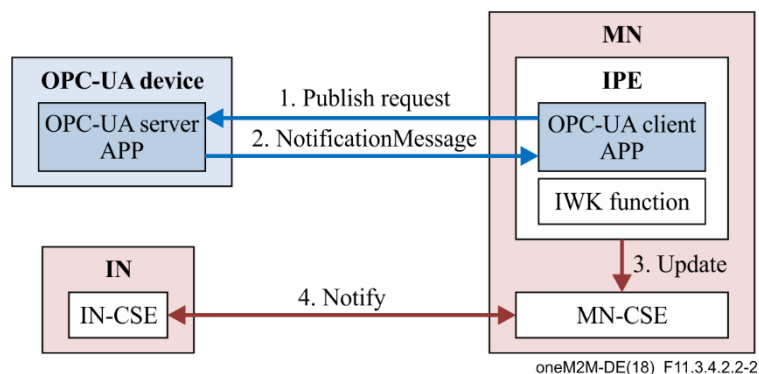 MN
OPC-UA device
IPE
1. Publish request
OPC-UA server
APP
OPC-UA client
APP
2. NotificationMessage
IWK function
IN
3. Update
4. Notify
IN-CSE
MN-CSE
oneM2M-DE(18)_F11.3.4.2.2-2